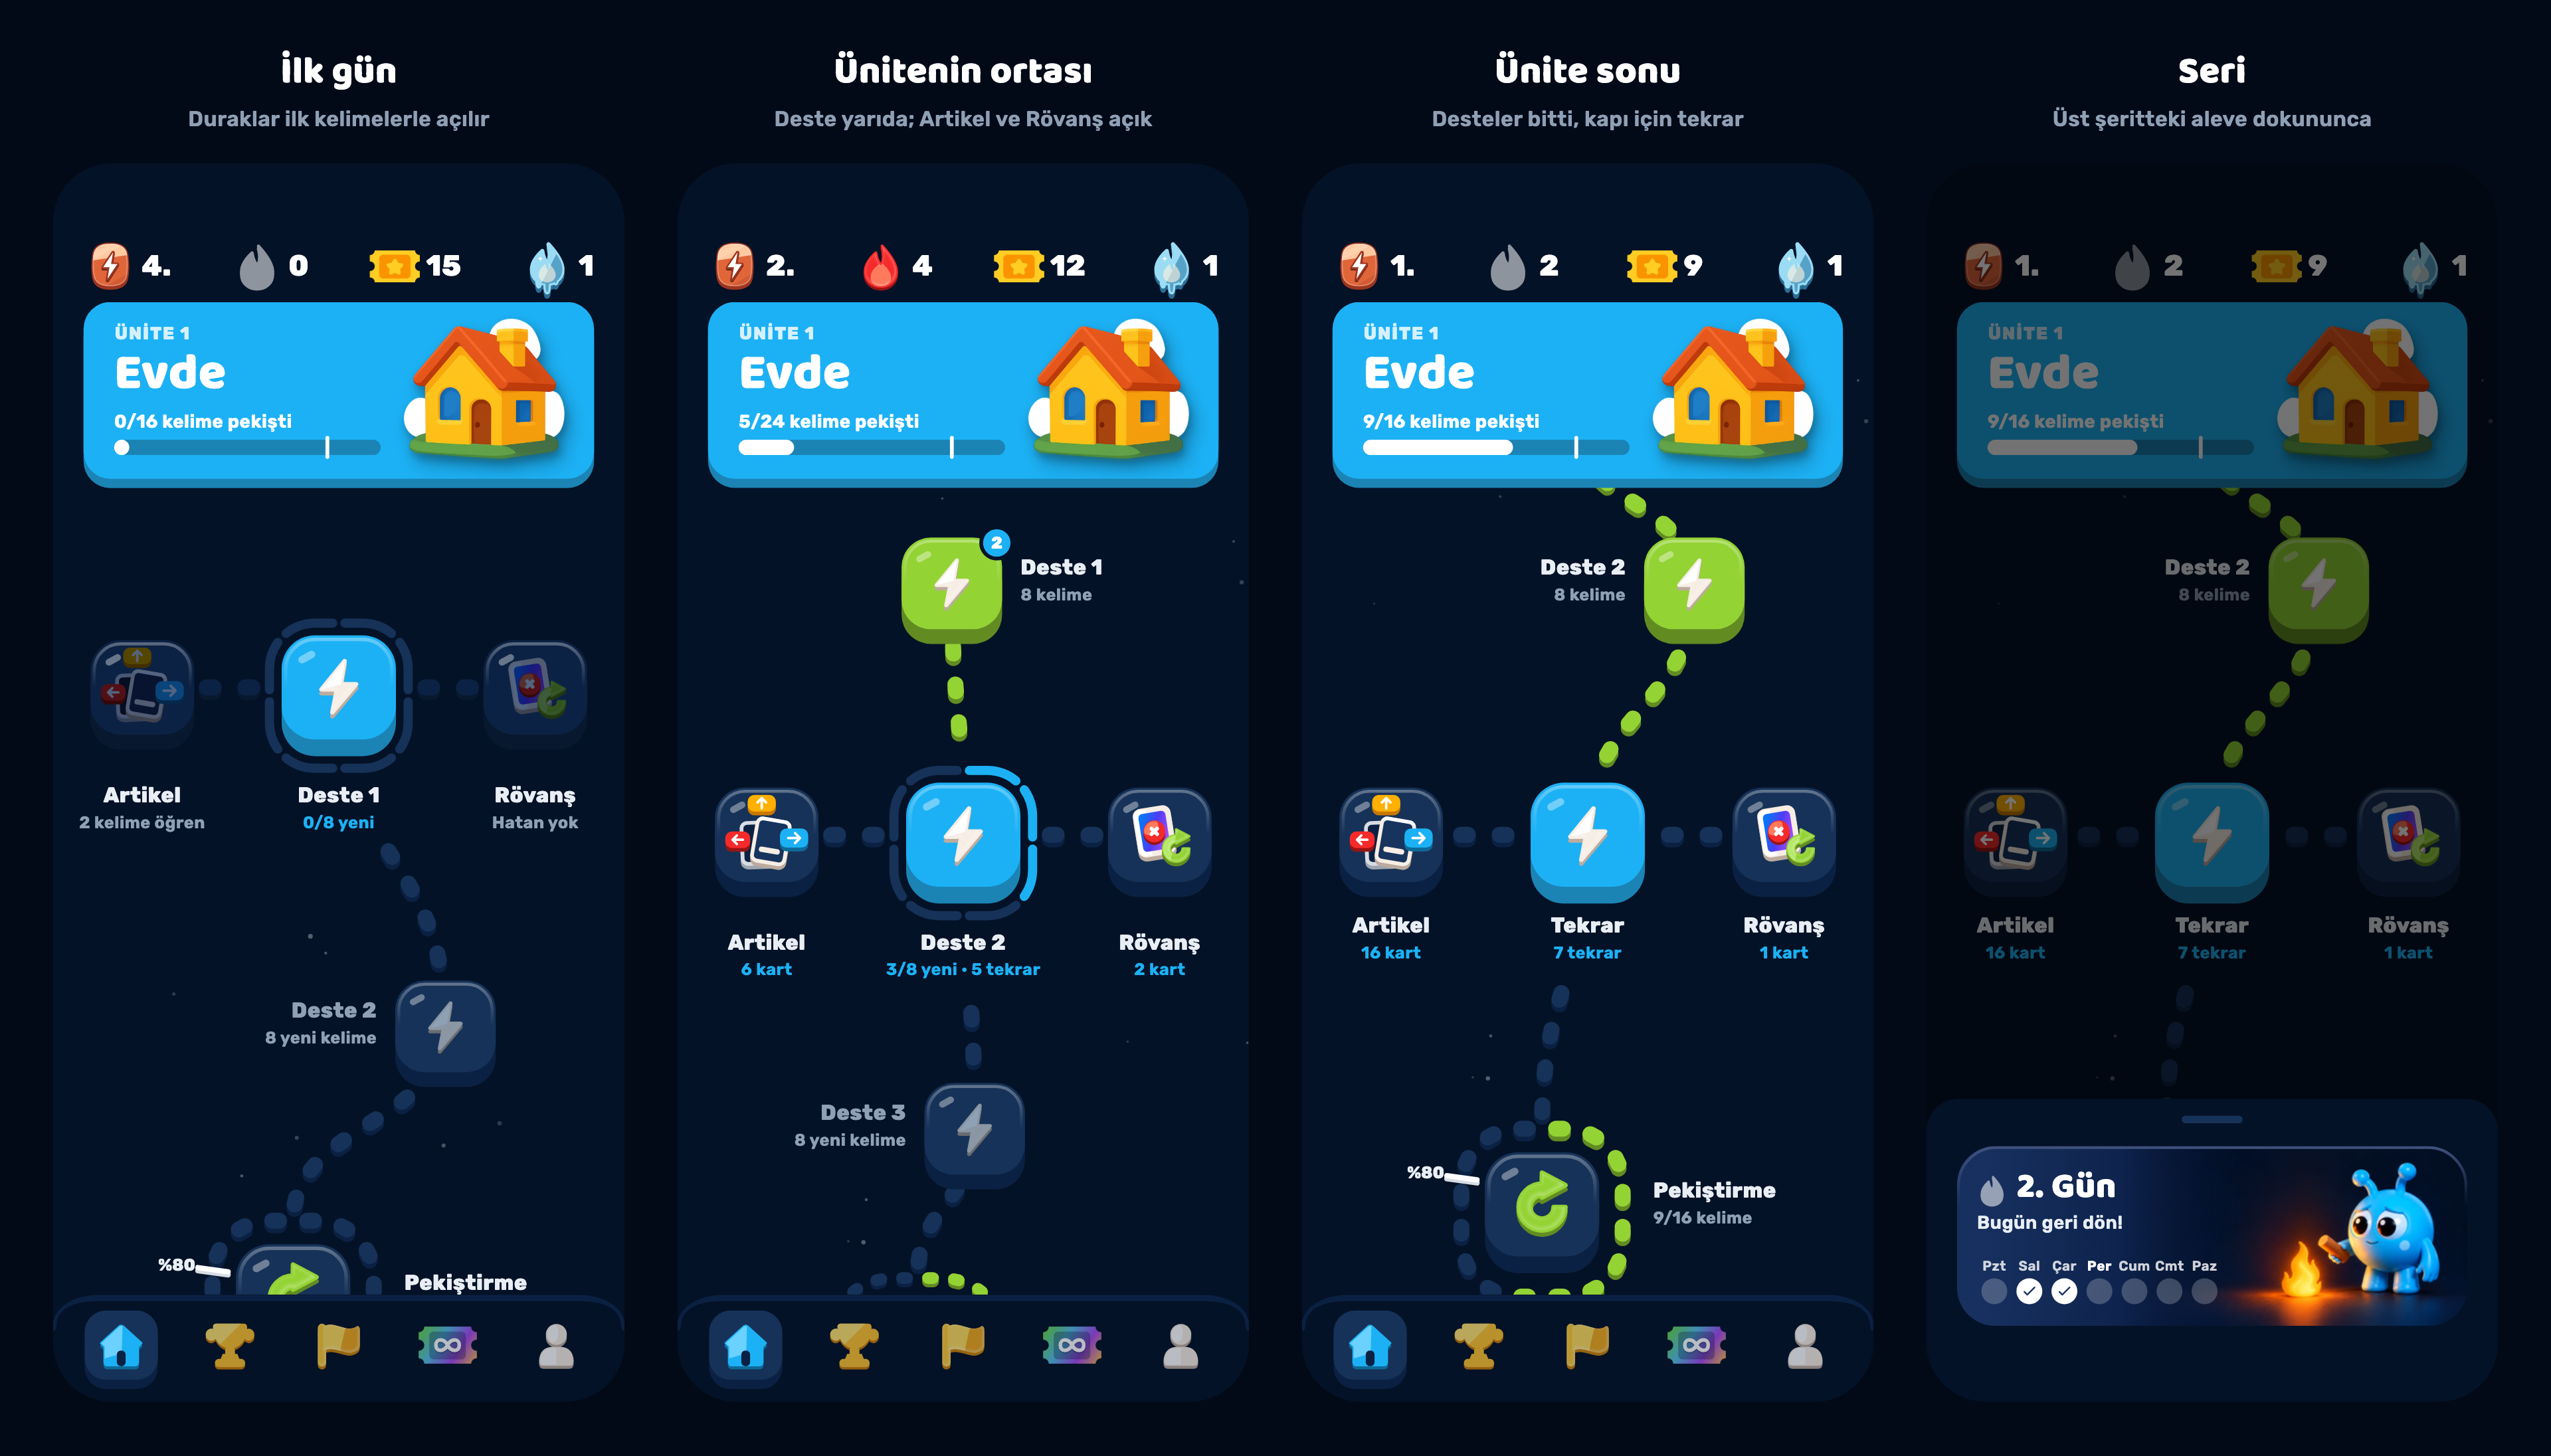 İlk gün
Duraklar ilk kelimelerle açılır
4.
0
15
1
ÜNİTE 1
Evde
0/16 kelime pekişti
Artikel
2 kelime öğren
Deste 1
0/8 yeni
Rövanş
Hatan yok
Deste 2
8 yeni kelime
%80
Pekiştirme
Ünitenin ortası
Deste yarıda; Artikel ve Rövanş açık
2.
4
12
1
ÜNİTE 1
Evde
5/24 kelime pekişti
2
Deste 1
8 kelime
Artikel
6 kart
Deste 2
3/8 yeni • 5 tekrar
Rövanş
2 kart
Deste 3
8 yeni kelime
Ünite sonu
Desteler bitti, kapı için tekrar
1.
2
9
1
ÜNİTE 1
Evde
9/16 kelime pekişti
Deste 2
8 kelime
Artikel
16 kart
Tekrar
7 tekrar
Rövanş
1 kart
%80
Pekiştirme
9/16 kelime
Seri
Üst şeritteki aleve dokununca
1.
2
9
1
ÜNİTE 1
Evde
9/16 kelime pekişti
Deste 2
8 kelime
Artikel
16 kart
Tekrar
7 tekrar
Rövanş
1 kart
2. Gün
Bugün geri dön!
Pzt Sal Çar Per Cum Cmt Paz